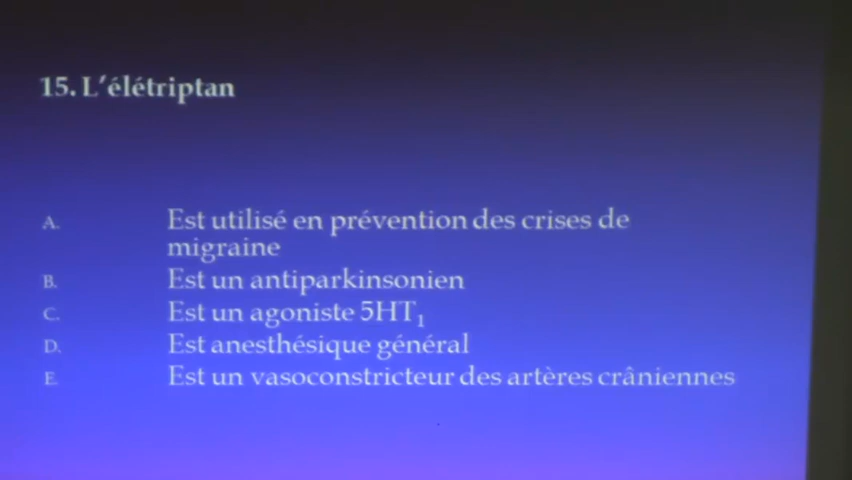 15. L'élétriptan
A. Est utilisé en prévention des crises de
migraine
B. Est un antiparkinsonien
C. Est un agoniste 5HT₁
D. Est anesthésique général
E. Est un vasoconstricteur des artères crâniennes